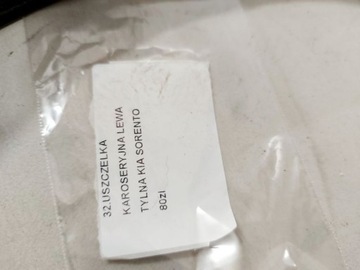 32.USZCZELKA
KAROSERYJNA LEWA
TYLNA KIA SORENTO
80zł